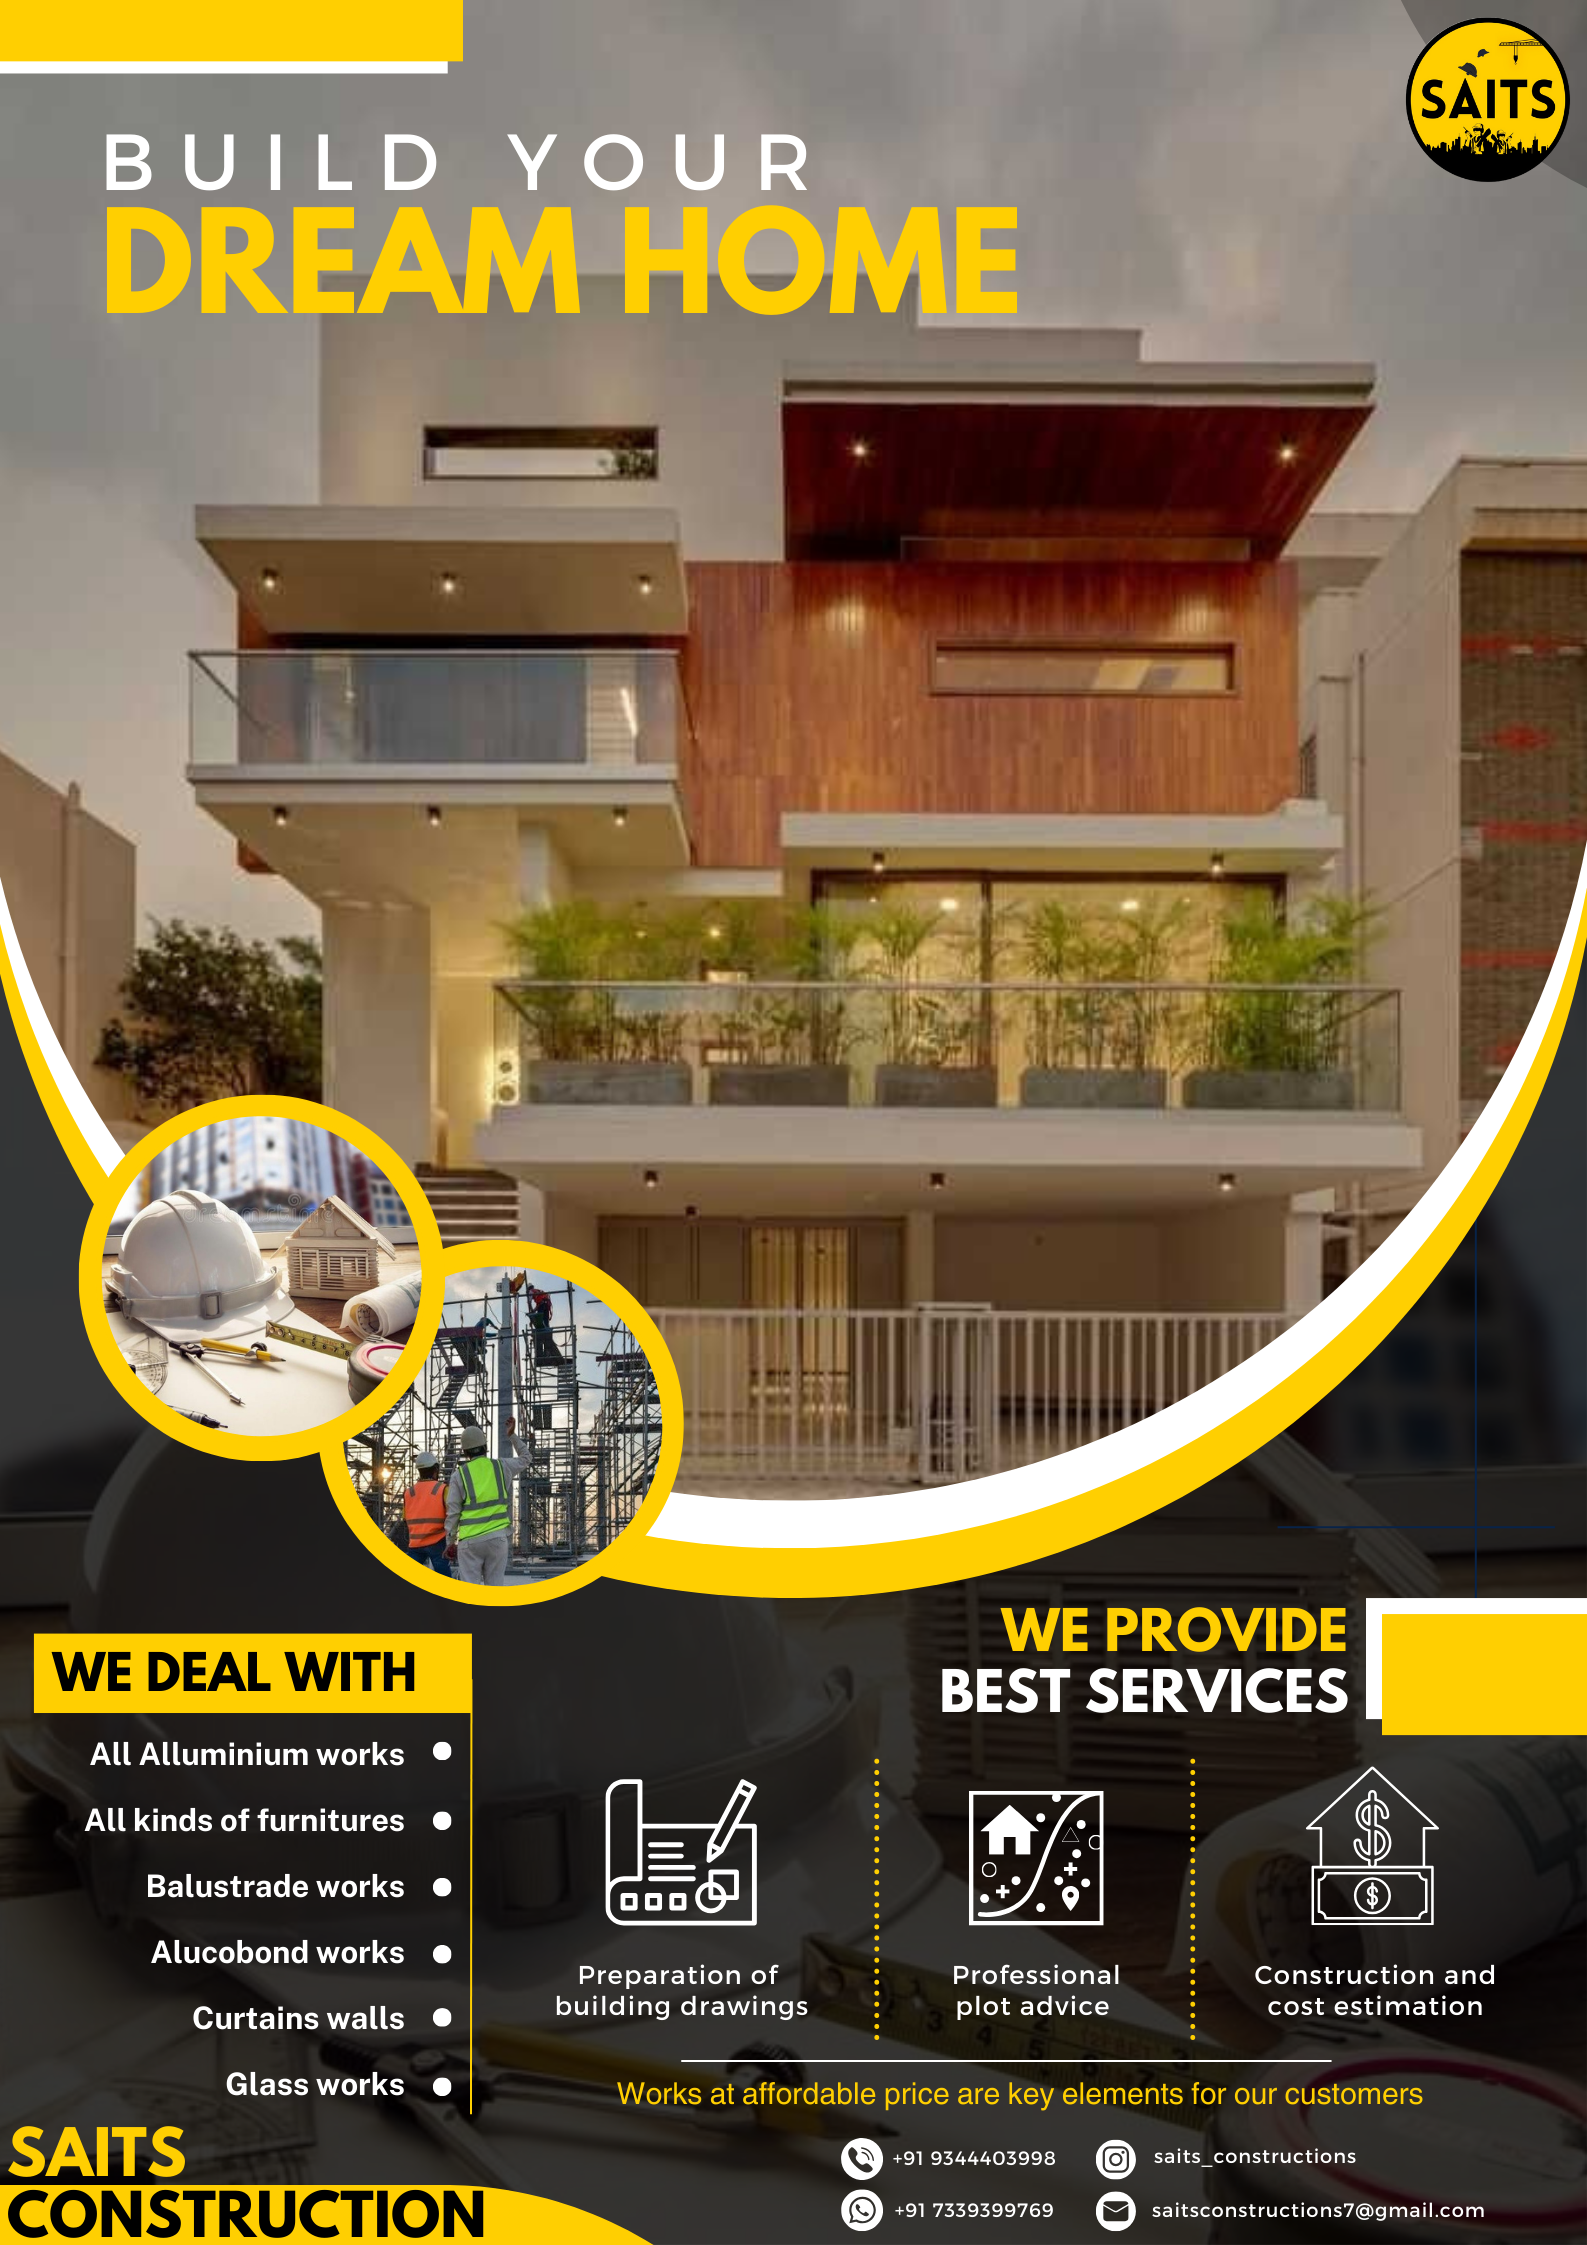 SAITS
BUILD YOUR
DREAM HOME
WE DEAL WITH
All Alluminium works
All kinds of furnitures
Balustrade works
Alucobond works
Curtains walls
Glass works
WE PROVIDE
BEST SERVICES
Preparation of
building drawings
Professional
plot advice
Construction and
cost estimation
Works at affordable price are key elements for our customers
+91 9344403998
saits_constructions
+91 7339399769
saitsconstructions7@gmail.com
SAITS
CONSTRUCTION